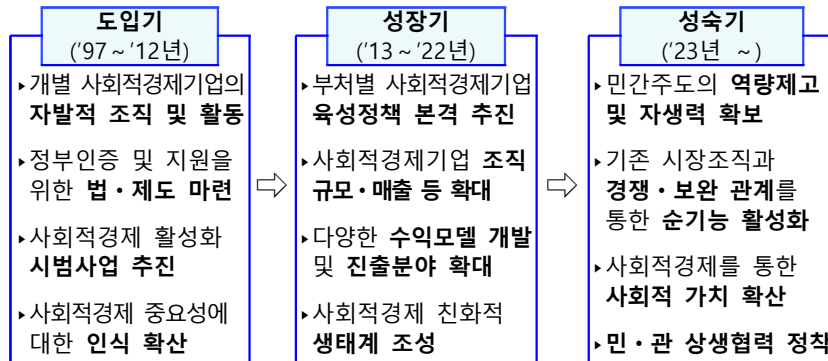 도입기
('97 ~ '12년)
▸개별 사회적경제기업의
자발적 조직 및 활동
▸정부인증 및 지원을
위한 법・제도 마련
▸사회적경제 활성화
시범사업 추진
▸사회적경제 중요성에
대한 인식 확산
성장기
('13 ~ '22년)
▸부처별 사회적경제기업
육성정책 본격 추진
▸사회적경제기업 조직
규모・매출 등 확대
▸다양한 수익모델 개발
및 진출분야 확대
▸사회적경제 친화적
생태계 조성
성숙기
('23년 ~)
▸민간주도의 역량제고
및 자생력 확보
▸기존 시장조직과
경쟁・보완 관계를
통한 순기능 활성화
▸사회적경제를 통한
사회적 가치 확산
▸민・관 상생협력 정착